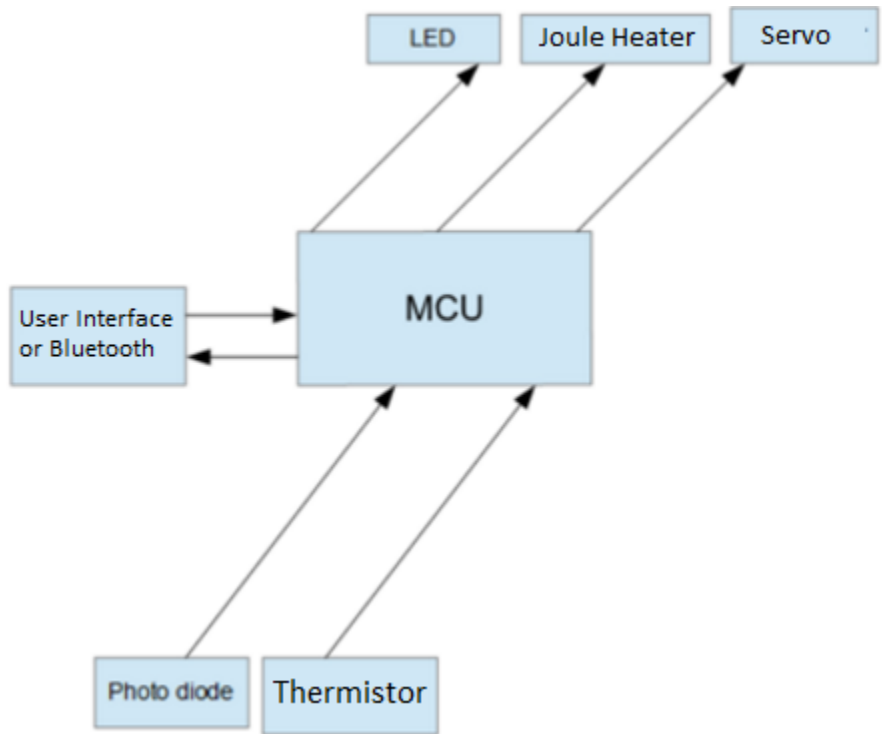 LED
Joule Heater
Servo
MCU
User Interface
or Bluetooth
Photo diode
Thermistor